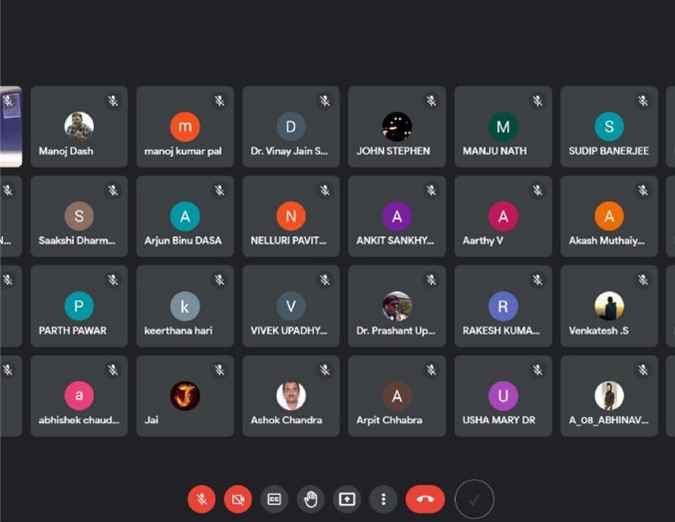 Manoj Dash
m
manoj kumar pal
D
Dr. Vinay Jain S...
JOHN STEPHEN
M
MANJU NATH
S
SUDIP BANERJEE
N...
S
Saakshi Dharm...
A
Arjun Binu DASA
N
NELLURI PAVIT...
A
ANKIT SANKHY...
A
Aarthy V
A
Akash Muthaiy...
P
PARTH PAWAR
k
keerthana hari
V
VIVEK UPADHY...
Dr. Prashant Up...
R
RAKESH KUMA...
Venkatesh .S
a
abhishek chaud...
J
Jai
Ashok Chandra
A
Arpit Chhabra
U
USHA MARY DR
A_08_ABHINAV...
CC